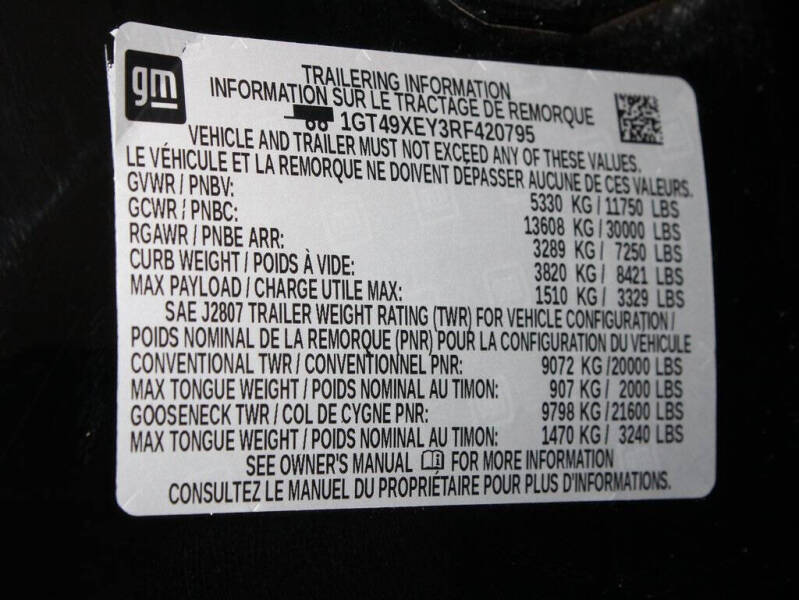 gm
TRAILERING INFORMATION
INFORMATION SUR LE TRACTAGE DE REMORQUE
1GT49XEY3RF420795
VEHICLE AND TRAILER MUST NOT EXCEED ANY OF THESE VALUES.
LE VÉHICULE ET LA REMORQUE NE DOIVENT DÉPASSER AUCUNE DE CES VALEURS.
GVWR / PNBV: 5330 KG / 11750 LBS
GCWR / PNBC: 13608 KG / 30000 LBS
RGAWR / PNBE ARR: 3289 KG / 7250 LBS
CURB WEIGHT / POIDS À VIDE: 3820 KG / 8421 LBS
MAX PAYLOAD / CHARGE UTILE MAX: 1510 KG / 3329 LBS
SAE J2807 TRAILER WEIGHT RATING (TWR) FOR VEHICLE CONFIGURATION /
POIDS NOMINAL DE LA REMORQUE (PNR) POUR LA CONFIGURATION DU VÉHICULE
CONVENTIONAL TWR / CONVENTIONNEL PNR: 9072 KG /20000 LBS
MAX TONGUE WEIGHT / POIDS NOMINAL AU TIMON: 907 KG / 2000 LBS
GOOSENECK TWR / COL DE CYGNE PNR: 9798 KG /21600 LBS
MAX TONGUE WEIGHT / POIDS NOMINAL AU TIMON: 1470 KG / 3240 LBS
SEE OWNER'S MANUAL FOR MORE INFORMATION
CONSULTEZ LE MANUEL DU PROPRIÉTAIRE POUR PLUS D'INFORMATIONS.